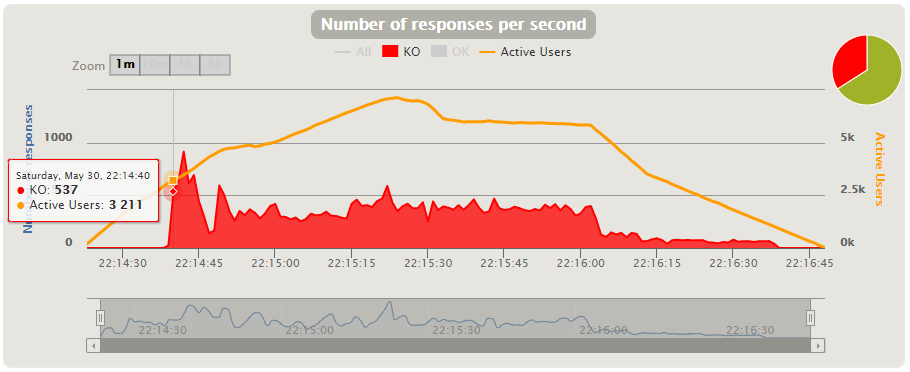 Number of responses per second
All KO OK Active Users
Zoom 1m 10m 1h All
1000
0
responses
5k
2.5k
0k
Active Users
Saturday, May 30, 22:14:40
KO: 537
Active Users: 3 211
22:14:30 22:14:45 22:15:00 22:15:15 22:15:30 22:15:45 22:16:00 22:16:15 22:16:30 22:16:45
22:14:30 22:15:00 22:15:30 22:16:00 22:16:30